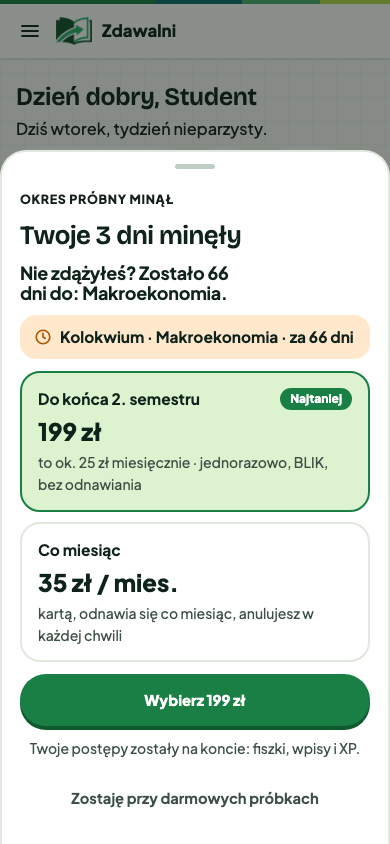 Zdawalni
Dzień dobry, Student
Dziś wtorek, tydzień nieparzysty.
OKRES PRÓBNY MINĄŁ
Twoje 3 dni minęły
Nie zdążyłeś? Zostało 66
dni do: Makroekonomia.
Kolokwium · Makroekonomia · za 66 dni
Do końca 2. semestru
Najtaniej
199 zł
to ok. 25 zł miesięcznie · jednorazowo, BLIK,
bez odnawiania
Co miesiąc
35 zł / mies.
kartą, odnawia się co miesiąc, anulujesz w
każdej chwili
Wybierz 199 zł
Twoje postępy zostały na koncie: fiszki, wpisy i XP.
Zostaję przy darmowych próbkach